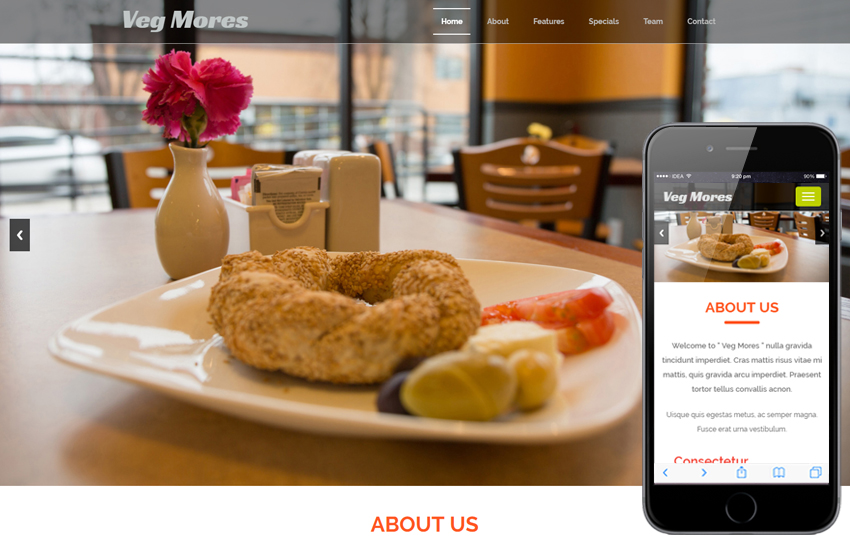 Veg Mores
Home About Features Specials Team Contact
ABOUT US
IDEA 9:20 pm 90%
Veg Mores
ABOUT US
Welcome to " Veg Mores " nulla gravida
tincidunt imperdiet. Cras mattis risus vitae mi
mattis, quis gravida arcu imperdiet. Praesent
tortor tellus convallis acnon.
Uisque quis egestas metus, ac semper magna.
Fusce erat urna vestibulum.
Consectetur